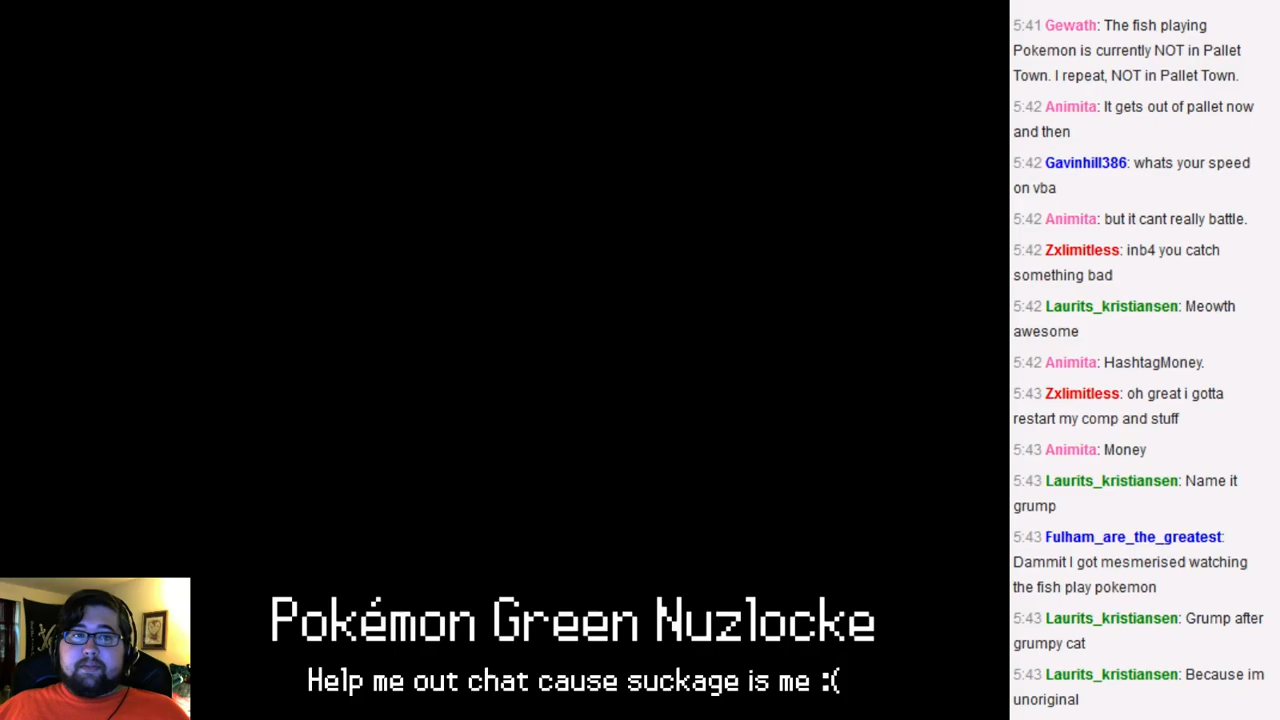 5:41 Gewath: The fish playing
Pokemon is currently NOT in Pallet
Town. I repeat, NOT in Pallet Town.
5:42 Animita: It gets out of pallet now
and then
5:42 Gavinhill386: whats your speed
on vba
5:42 Animita: but it cant really battle.
5:42 Zxlimitless: inb4 you catch
something bad
5:42 Laurits_kristiansen: Meowth
awesome
5:42 Animita: HashtagMoney.
5:43 Zxlimitless: oh great i gotta
restart my comp and stuff
5:43 Animita: Money
5:43 Laurits_kristiansen: Name it
grump
5:43 Fulham_are_the_greatest:
Dammit I got mesmerised watching
the fish play pokemon
5:43 Laurits_kristiansen: Grump after
grumpy cat
5:43 Laurits_kristiansen: Because im
unoriginal
Pokémon Green Nuzlocke
Help me out chat cause suckage is me :(